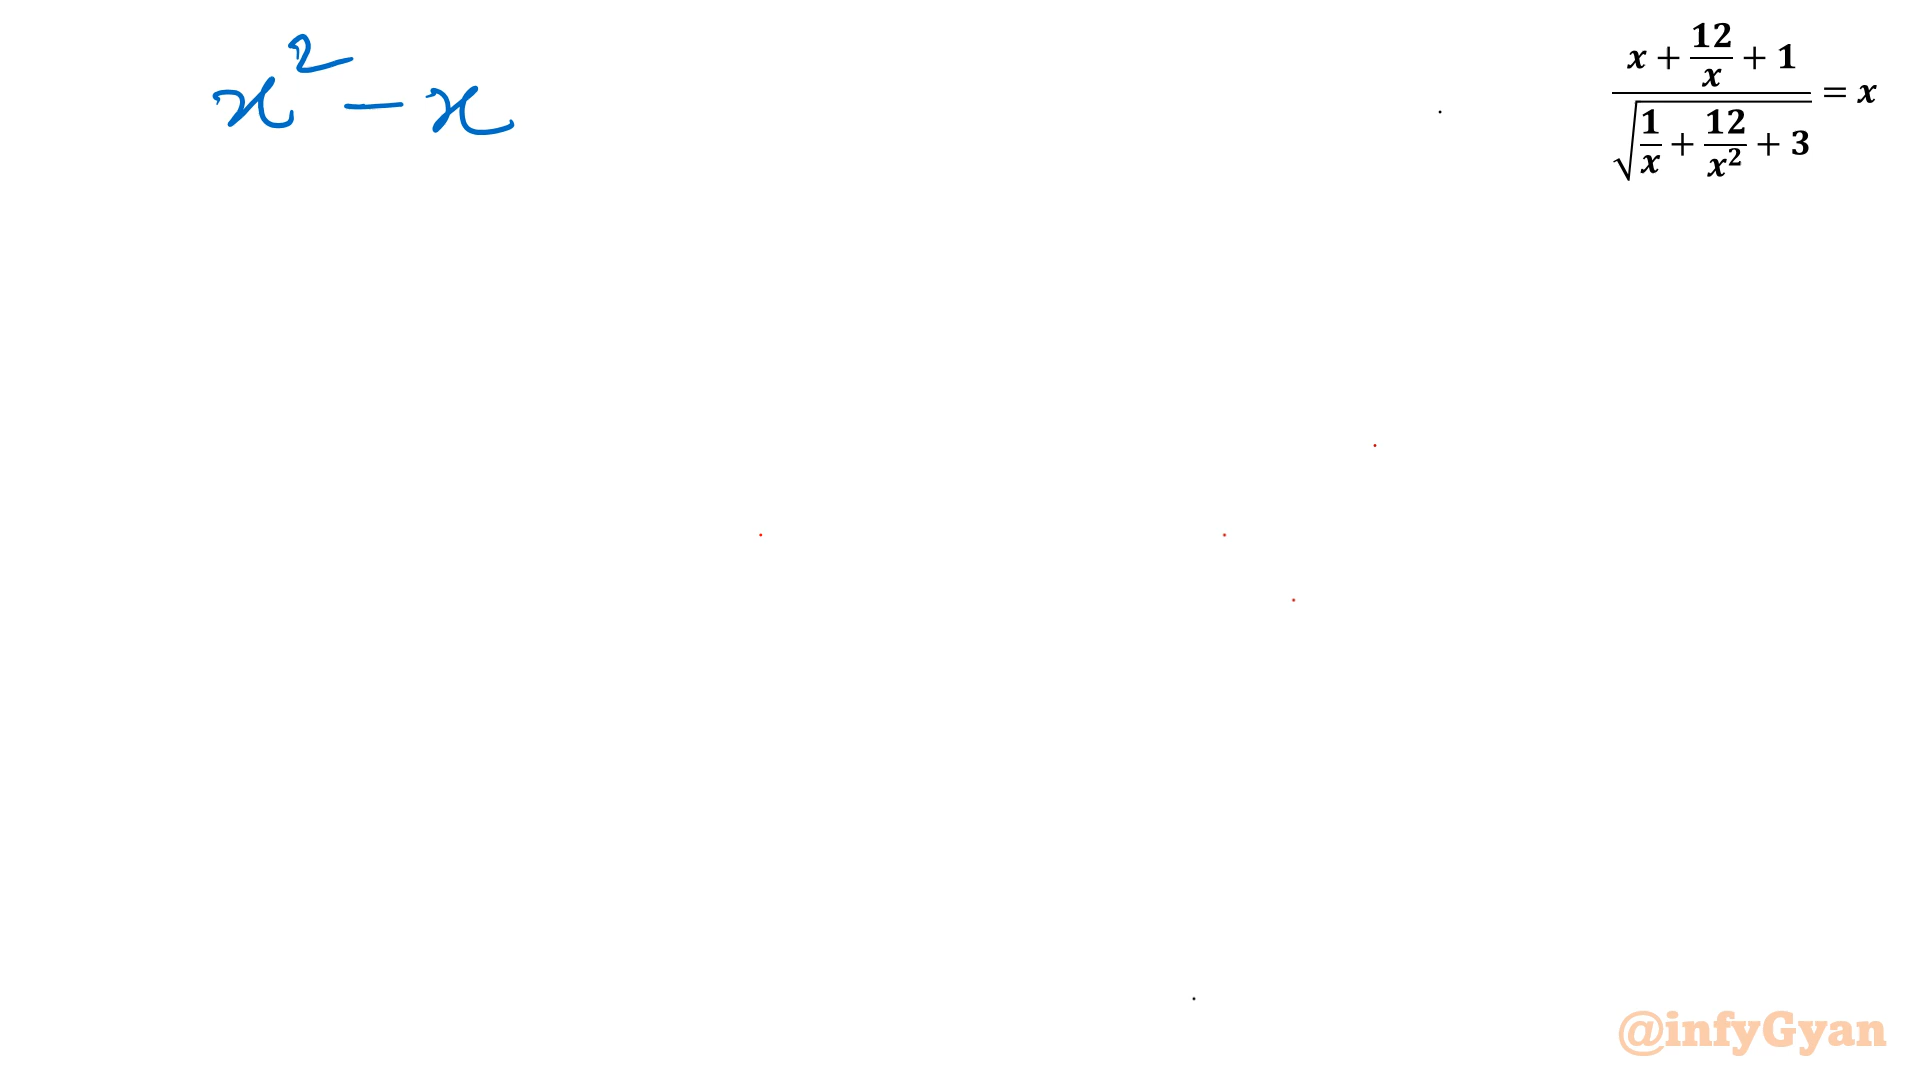 x² − x
(x + 12/x + 1) / √(1/x + 12/x² + 3) = x
@infyGyan